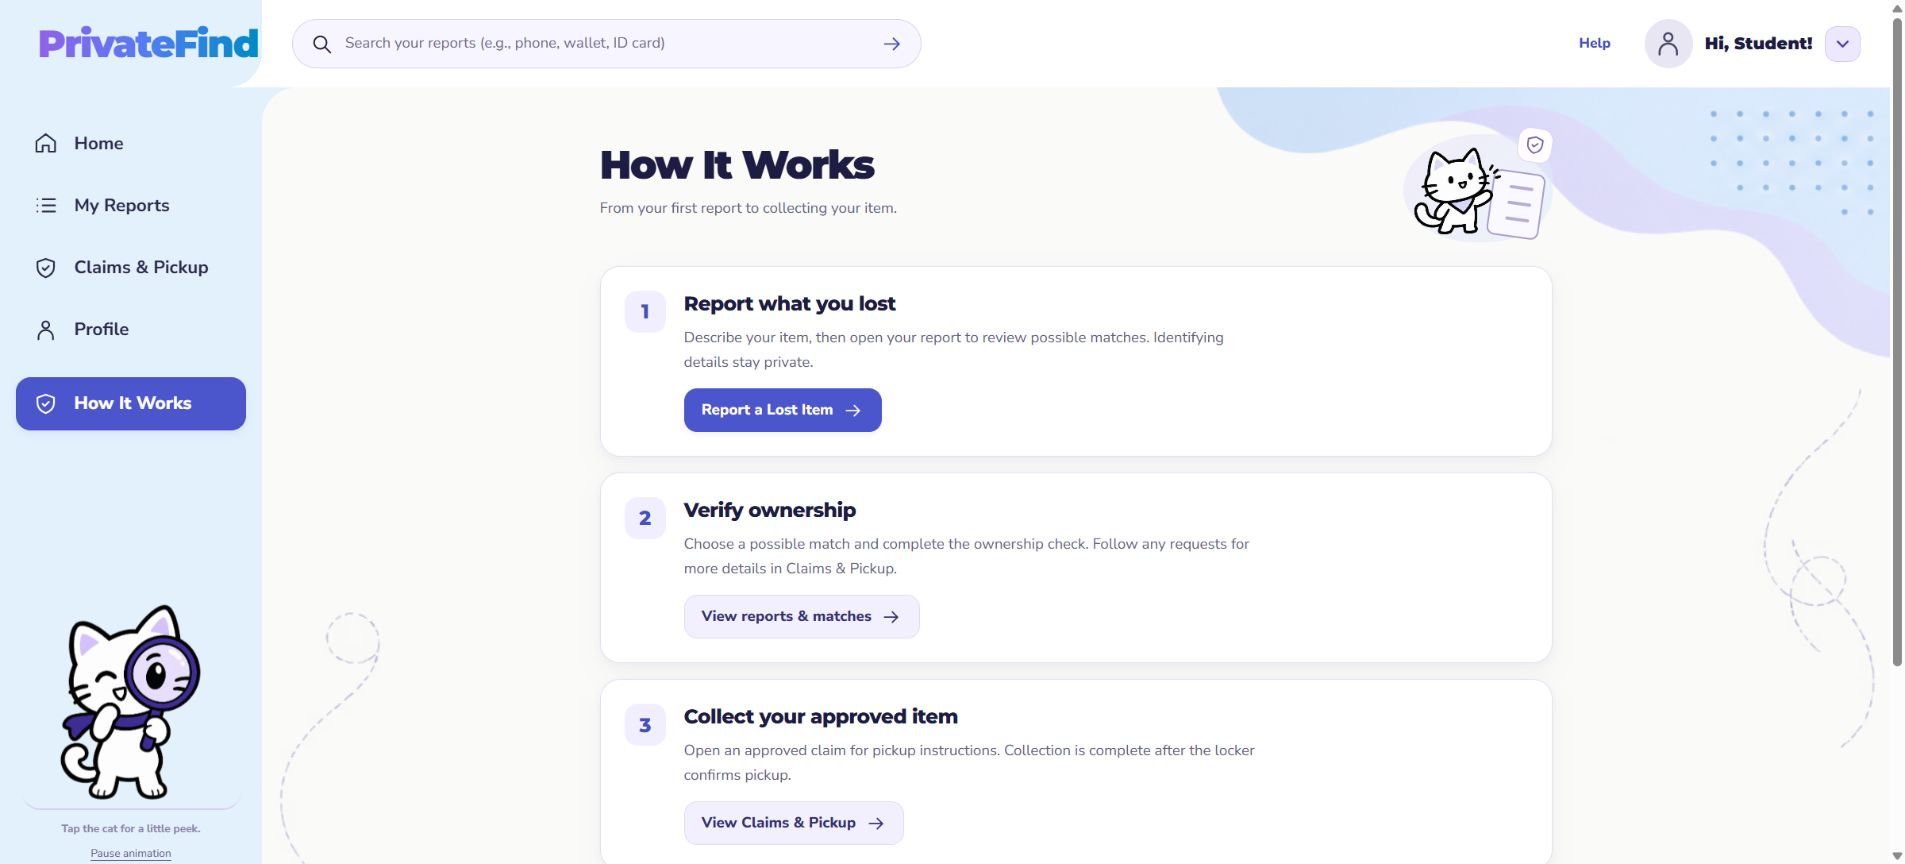 PrivateFind
Search your reports (e.g., phone, wallet, ID card)
Help
Hi, Student!
Home
My Reports
Claims & Pickup
Profile
How It Works
Tap the cat for a little peek.
Pause animation
How It Works
From your first report to collecting your item.
1
Report what you lost
Describe your item, then open your report to review possible matches. Identifying
details stay private.
Report a Lost Item
2
Verify ownership
Choose a possible match and complete the ownership check. Follow any requests for
more details in Claims & Pickup.
View reports & matches
3
Collect your approved item
Open an approved claim for pickup instructions. Collection is complete after the locker
confirms pickup.
View Claims & Pickup